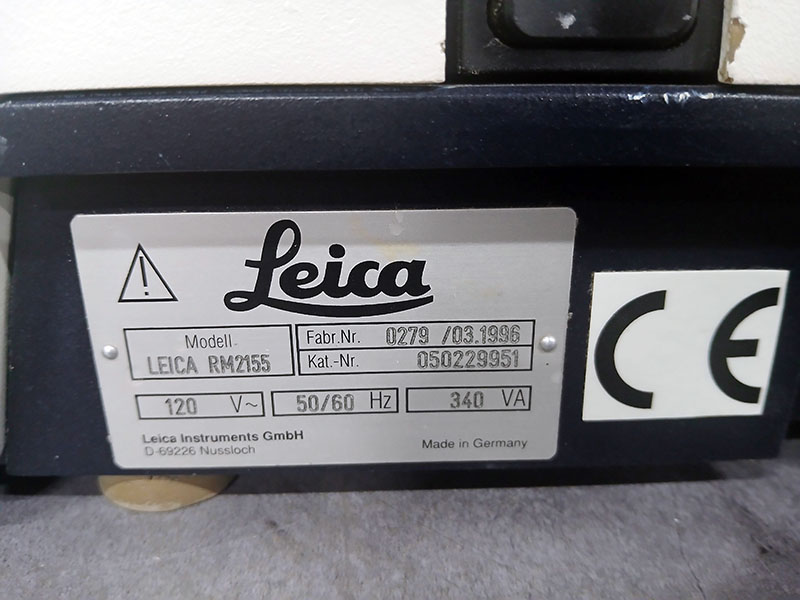 Leica
Modell
LEICA RM2155
Fabr.Nr. 0279 /03.1996
Kat.-Nr. 050229951
120 V~
50/60 Hz
340 VA
Leica Instruments GmbH
D-69226 Nussloch
Made in Germany
CE